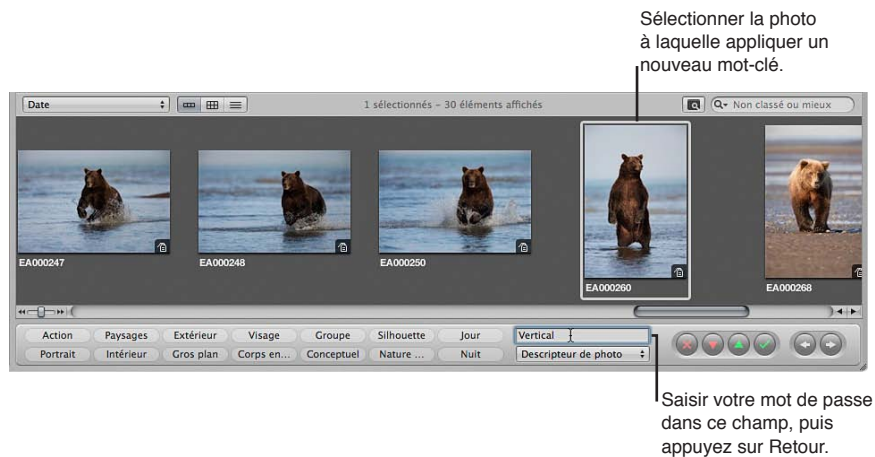 Sélectionner la photo
à laquelle appliquer un
nouveau mot-clé.
Date
1 sélectionnés – 30 éléments affichés
Non classé ou mieux
EA000247
EA000248
EA000250
EA000260
EA000268
Action Paysages Extérieur Visage Groupe Silhouette Jour Vertical
Portrait Intérieur Gros plan Corps en... Conceptuel Nature ... Nuit Descripteur de photo
Saisir votre mot de passe
dans ce champ, puis
appuyez sur Retour.